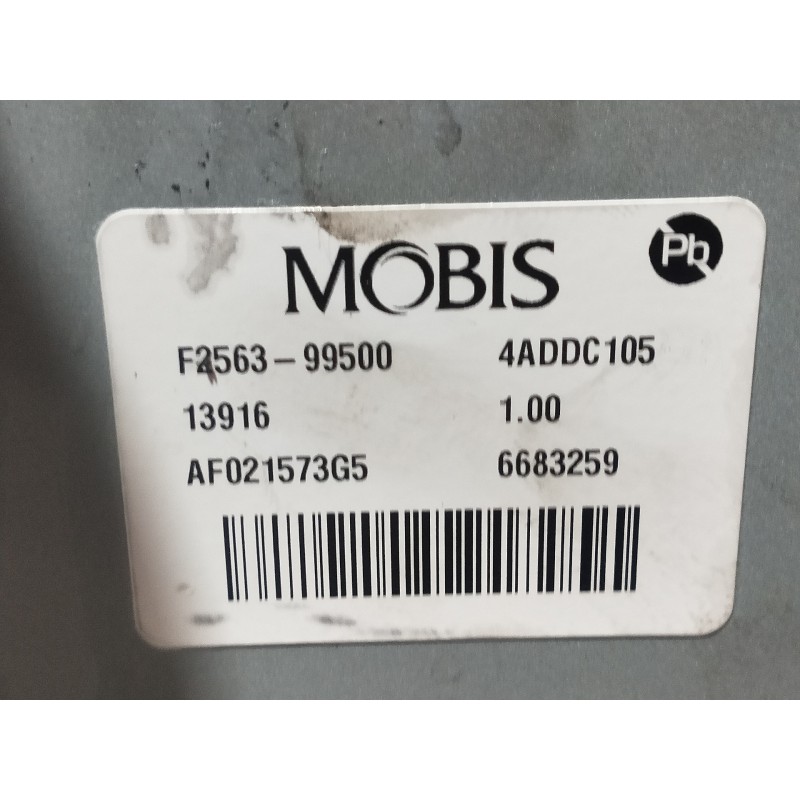 MOBIS
Pb
F2563-99500 4ADDC105
13916 1.00
AF021573G5 6683259